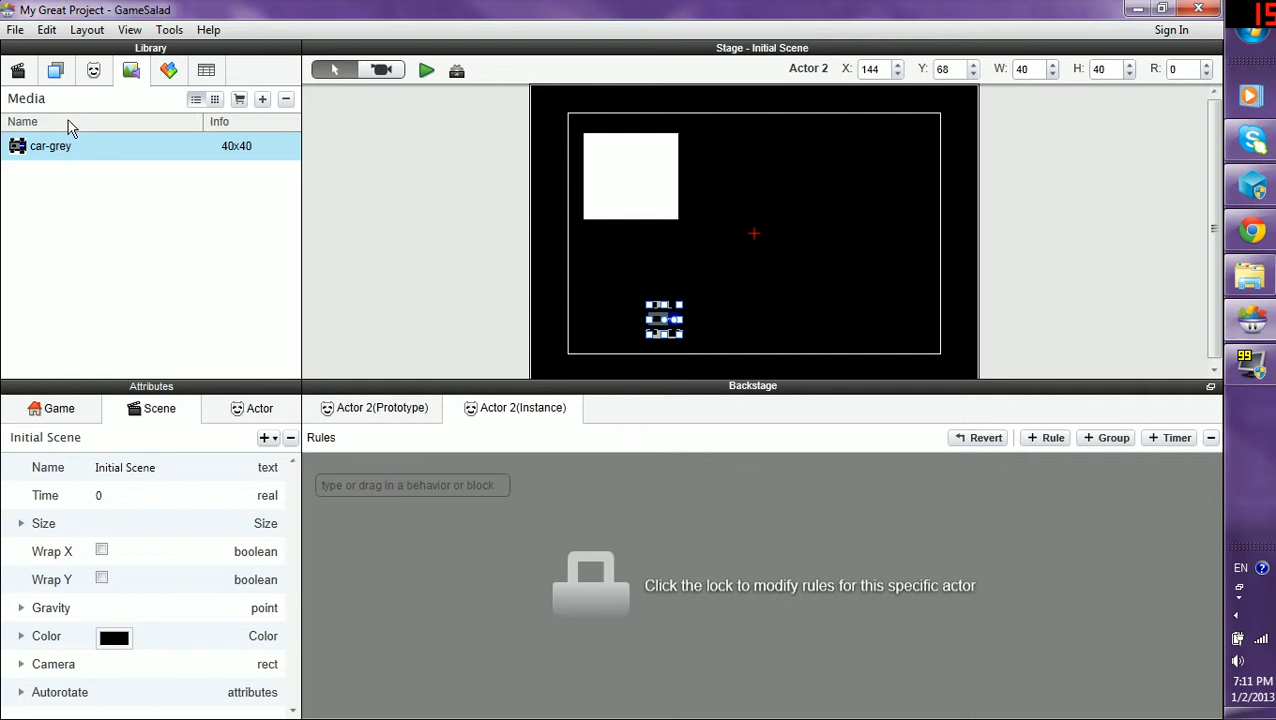 My Great Project - GameSalad
File Edit Layout View Tools Help
Sign In
Library
Stage - Initial Scene
Actor 2 X: 144 Y: 68 W: 40 H: 40 R: 0
Media
Name Info
car-grey 40x40
Attributes
Backstage
Game Scene Actor
Actor 2(Prototype) Actor 2(Instance)
Initial Scene
Rules
Revert + Rule + Group + Timer
Name Initial Scene text
type or drag in a behavior or block
Time 0 real
Size Size
Wrap X boolean
Wrap Y boolean
Click the lock to modify rules for this specific actor
Gravity point
Color Color
Camera rect
Autorotate attributes
15
99
EN
7:11 PM
1/2/2013